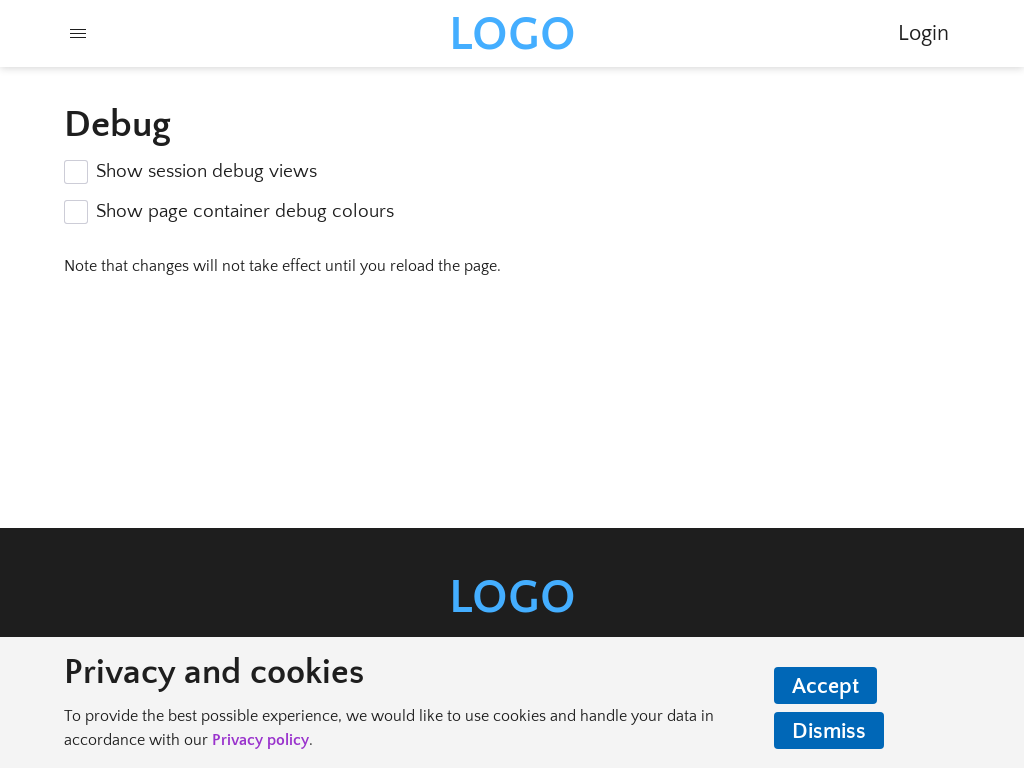 LOGO
Login
Debug
Show session debug views
Show page container debug colours
Note that changes will not take effect until you reload the page.
LOGO
Privacy and cookies
To provide the best possible experience, we would like to use cookies and handle your data in
accordance with our Privacy policy.
Accept
Dismiss